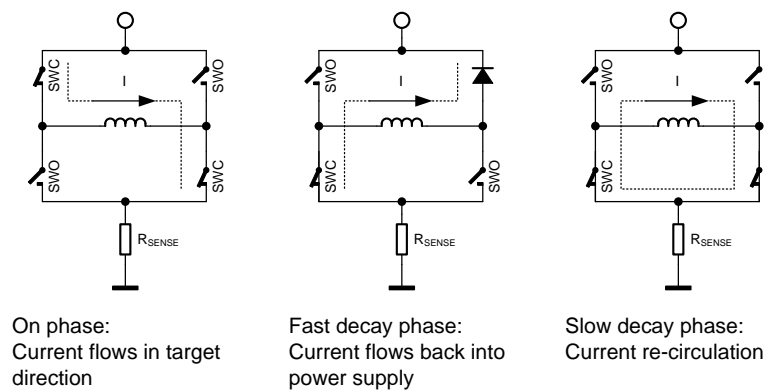 SWC
I
SWO
SWO
SWC
RSENSE
On phase:
Current flows in target
direction
SWO
I
SWC
SWO
RSENSE
Fast decay phase:
Current flows back into
power supply
SWO
I
SWO
SWC
SWC
RSENSE
Slow decay phase:
Current re-circulation